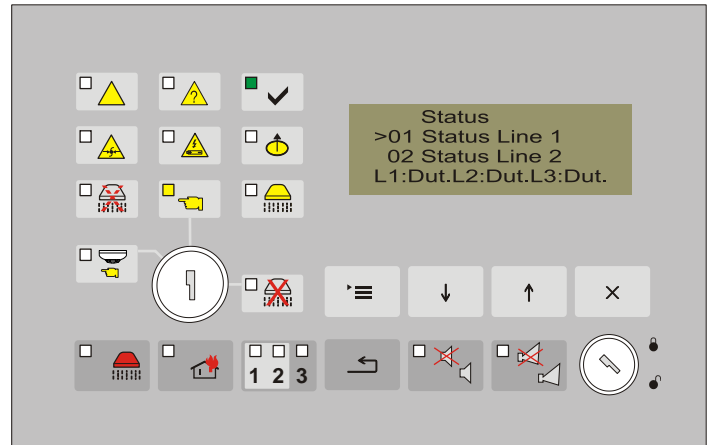 ?
Status
>01 Status Line 1
02 Status Line 2
L1:Dut.L2:Dut.L3:Dut.
1 2 3